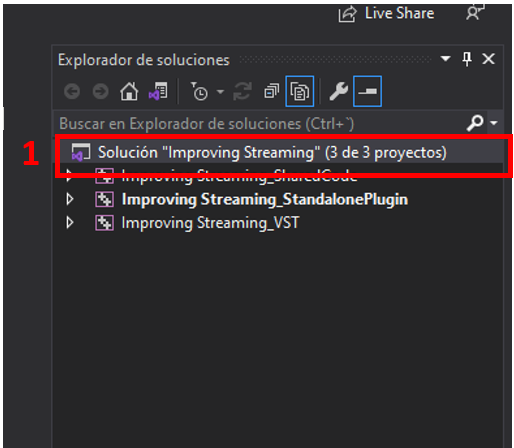 Live Share
Explorador de soluciones
Buscar en Explorador de soluciones (Ctrl+`)
1
Solución "Improving Streaming" (3 de 3 proyectos)
Improving Streaming_SharedCode
Improving Streaming_StandalonePlugin
Improving Streaming_VST